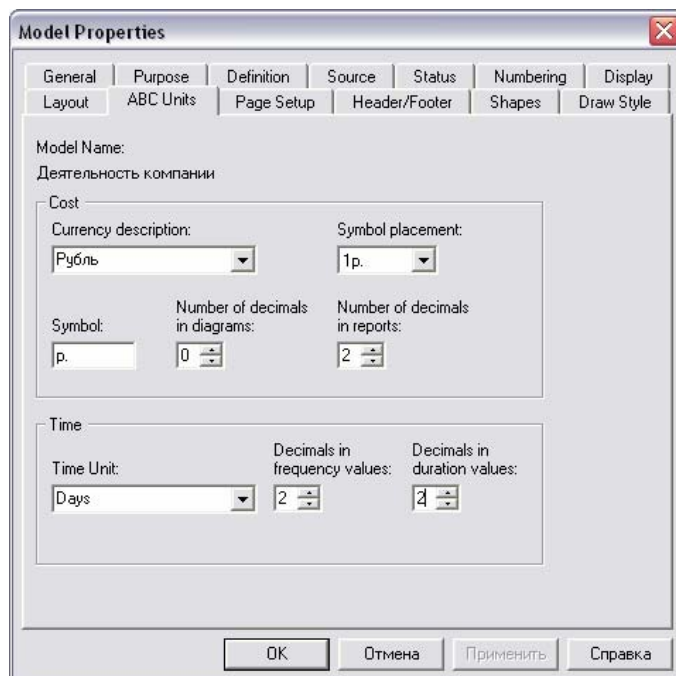 Model Properties
General Purpose Definition Source Status Numbering Display
Layout ABC Units Page Setup Header/Footer Shapes Draw Style
Model Name:
Деятельность компании
Cost
Currency description: Symbol placement:
Рубль 1р.
Number of decimals Number of decimals
Symbol: in diagrams: in reports:
р. 0 2
Time
Decimals in Decimals in
Time Unit: frequency values: duration values:
Days 2 2
OK Отмена Применить Справка